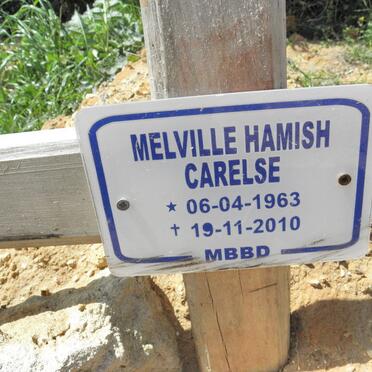 MELVILLE HAMISH
CARELSE
★ 06-04-1963
✝ 19-11-2010
MBBD